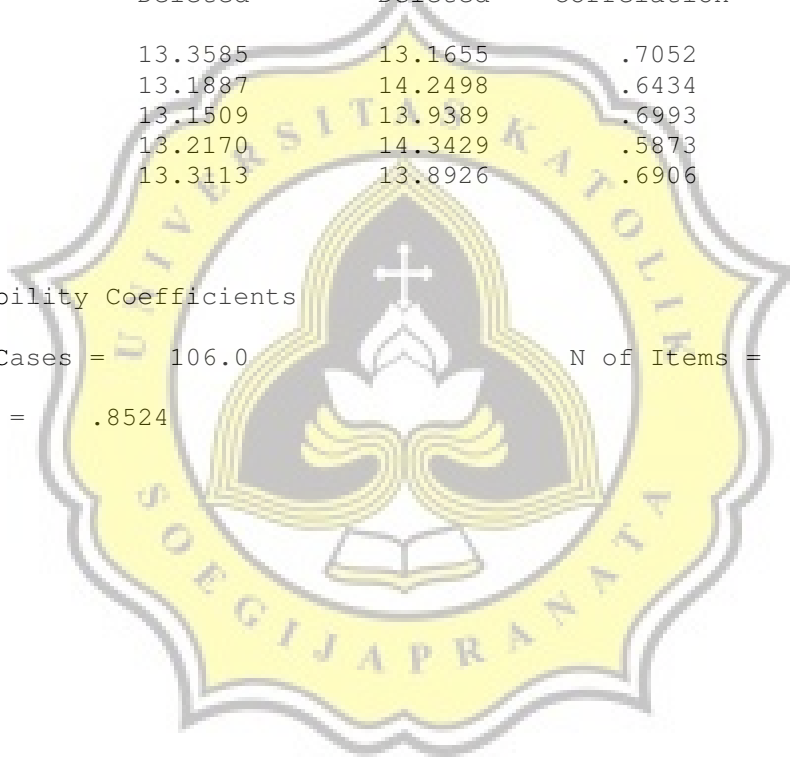 Deleted Deleted Correlation
13.3585 13.1655 .7052
13.1887 14.2498 .6434
13.1509 13.9389 .6993
13.2170 14.3429 .5873
13.3113 13.8926 .6906
bility Coefficients
Cases = 106.0 N of Items =
= .8524
UNIVERSITAS KATOLIK
SOEGIJAPRANATA